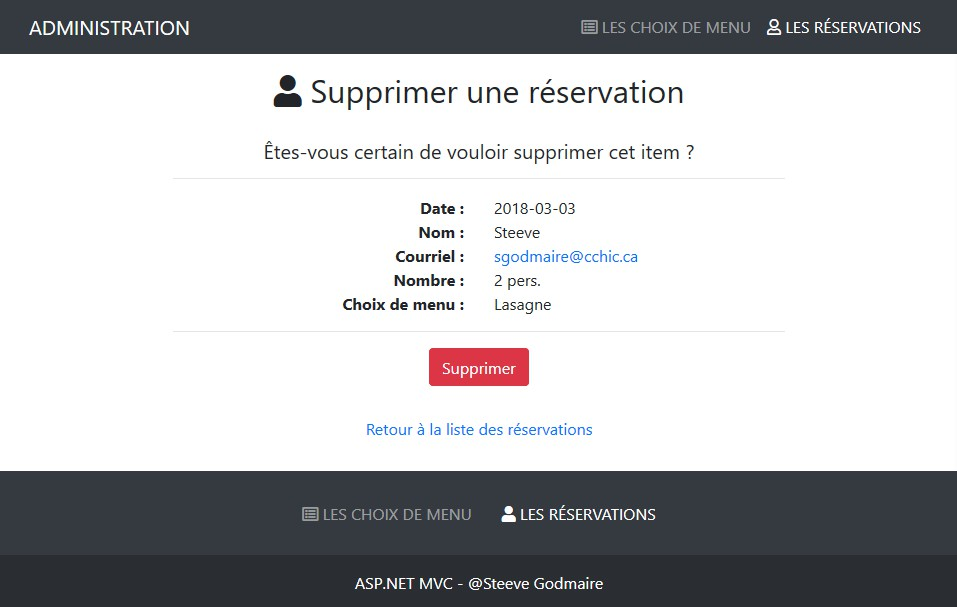 ADMINISTRATION LES CHOIX DE MENU LES RÉSERVATIONS
Supprimer une réservation
Êtes-vous certain de vouloir supprimer cet item ?
Date : 2018-03-03
Nom : Steeve
Courriel : sgodmaire@cchic.ca
Nombre : 2 pers.
Choix de menu : Lasagne
Supprimer
Retour à la liste des réservations
LES CHOIX DE MENU LES RÉSERVATIONS
ASP.NET MVC - @Steeve Godmaire